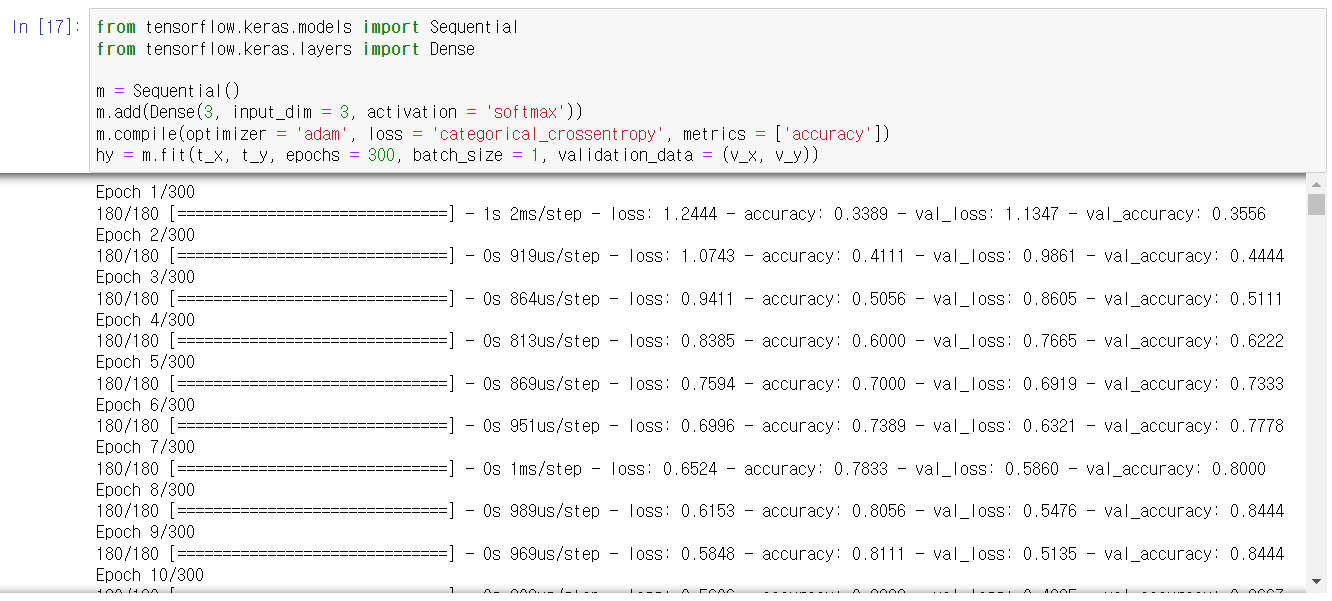 In [17]:
from tensorflow.keras.models import Sequential
from tensorflow.keras.layers import Dense
m = Sequential()
m.add(Dense(3, input_dim = 3, activation = 'softmax'))
m.compile(optimizer = 'adam', loss = 'categorical_crossentropy', metrics = ['accuracy'])
hy = m.fit(t_x, t_y, epochs = 300, batch_size = 1, validation_data = (v_x, v_y))
Epoch 1/300
180/180 [==============================] - 1s 2ms/step - loss: 1.2444 - accuracy: 0.3389 - val_loss: 1.1347 - val_accuracy: 0.3556
Epoch 2/300
180/180 [==============================] - 0s 919us/step - loss: 1.0743 - accuracy: 0.4111 - val_loss: 0.9861 - val_accuracy: 0.4444
Epoch 3/300
180/180 [==============================] - 0s 864us/step - loss: 0.9411 - accuracy: 0.5056 - val_loss: 0.8605 - val_accuracy: 0.5111
Epoch 4/300
180/180 [==============================] - 0s 813us/step - loss: 0.8385 - accuracy: 0.6000 - val_loss: 0.7665 - val_accuracy: 0.6222
Epoch 5/300
180/180 [==============================] - 0s 869us/step - loss: 0.7594 - accuracy: 0.7000 - val_loss: 0.6919 - val_accuracy: 0.7333
Epoch 6/300
180/180 [==============================] - 0s 951us/step - loss: 0.6996 - accuracy: 0.7389 - val_loss: 0.6321 - val_accuracy: 0.7778
Epoch 7/300
180/180 [==============================] - 0s 1ms/step - loss: 0.6524 - accuracy: 0.7833 - val_loss: 0.5860 - val_accuracy: 0.8000
Epoch 8/300
180/180 [==============================] - 0s 989us/step - loss: 0.6153 - accuracy: 0.8056 - val_loss: 0.5476 - val_accuracy: 0.8444
Epoch 9/300
180/180 [==============================] - 0s 969us/step - loss: 0.5848 - accuracy: 0.8111 - val_loss: 0.5135 - val_accuracy: 0.8444
Epoch 10/300